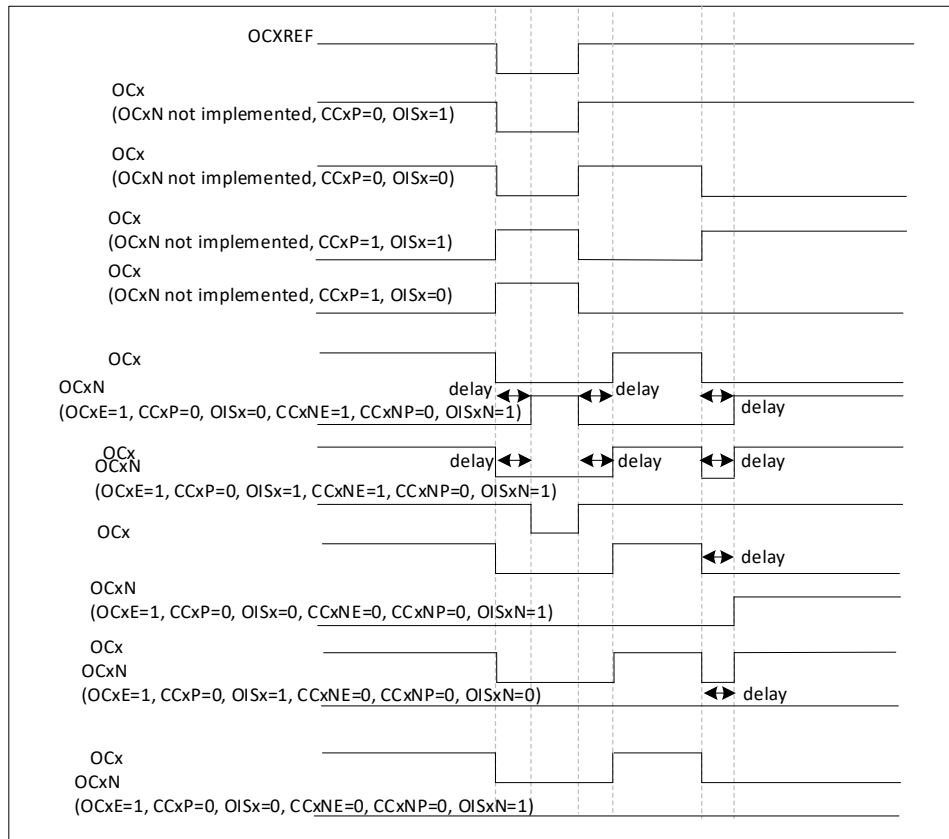 OCXREF
OCx
(OCxN not implemented, CCxP=0, OISx=1)
OCx
(OCxN not implemented, CCxP=0, OISx=0)
OCx
(OCxN not implemented, CCxP=1, OISx=1)
OCx
(OCxN not implemented, CCxP=1, OISx=0)
OCx
OCxN
delay
delay
delay
(OCxE=1, CCxP=0, OISx=0, CCxNE=1, CCxNP=0, OISxN=1)
OCx
OCxN
delay
delay
delay
(OCxE=1, CCxP=0, OISx=1, CCxNE=1, CCxNP=0, OISxN=1)
OCx
delay
OCxN
(OCxE=1, CCxP=0, OISx=0, CCxNE=0, CCxNP=0, OISxN=1)
OCx
OCxN
(OCxE=1, CCxP=0, OISx=1, CCxNE=0, CCxNP=0, OISxN=0)
delay
OCx
OCxN
(OCxE=1, CCxP=0, OISx=0, CCxNE=0, CCxNP=0, OISxN=1)